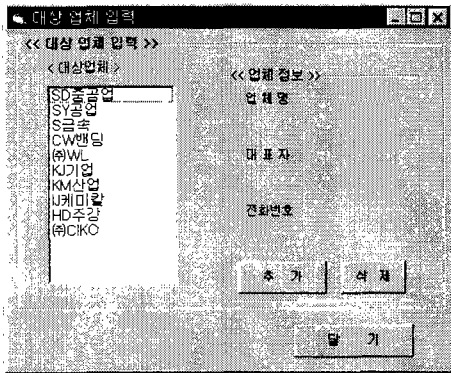 대상 업체 입력
<< 대상 업체 입력 >>
< 대상업체 >
SD중공업
SY공업
S금속
CW밴딩
㈜WL
KJ기업
KM산업
IJ케미칼
HD주강
㈜CIKO
<< 업체 정보 >>
업 체 명
대 표 자
전화번호
추 가
삭 제
닫 기